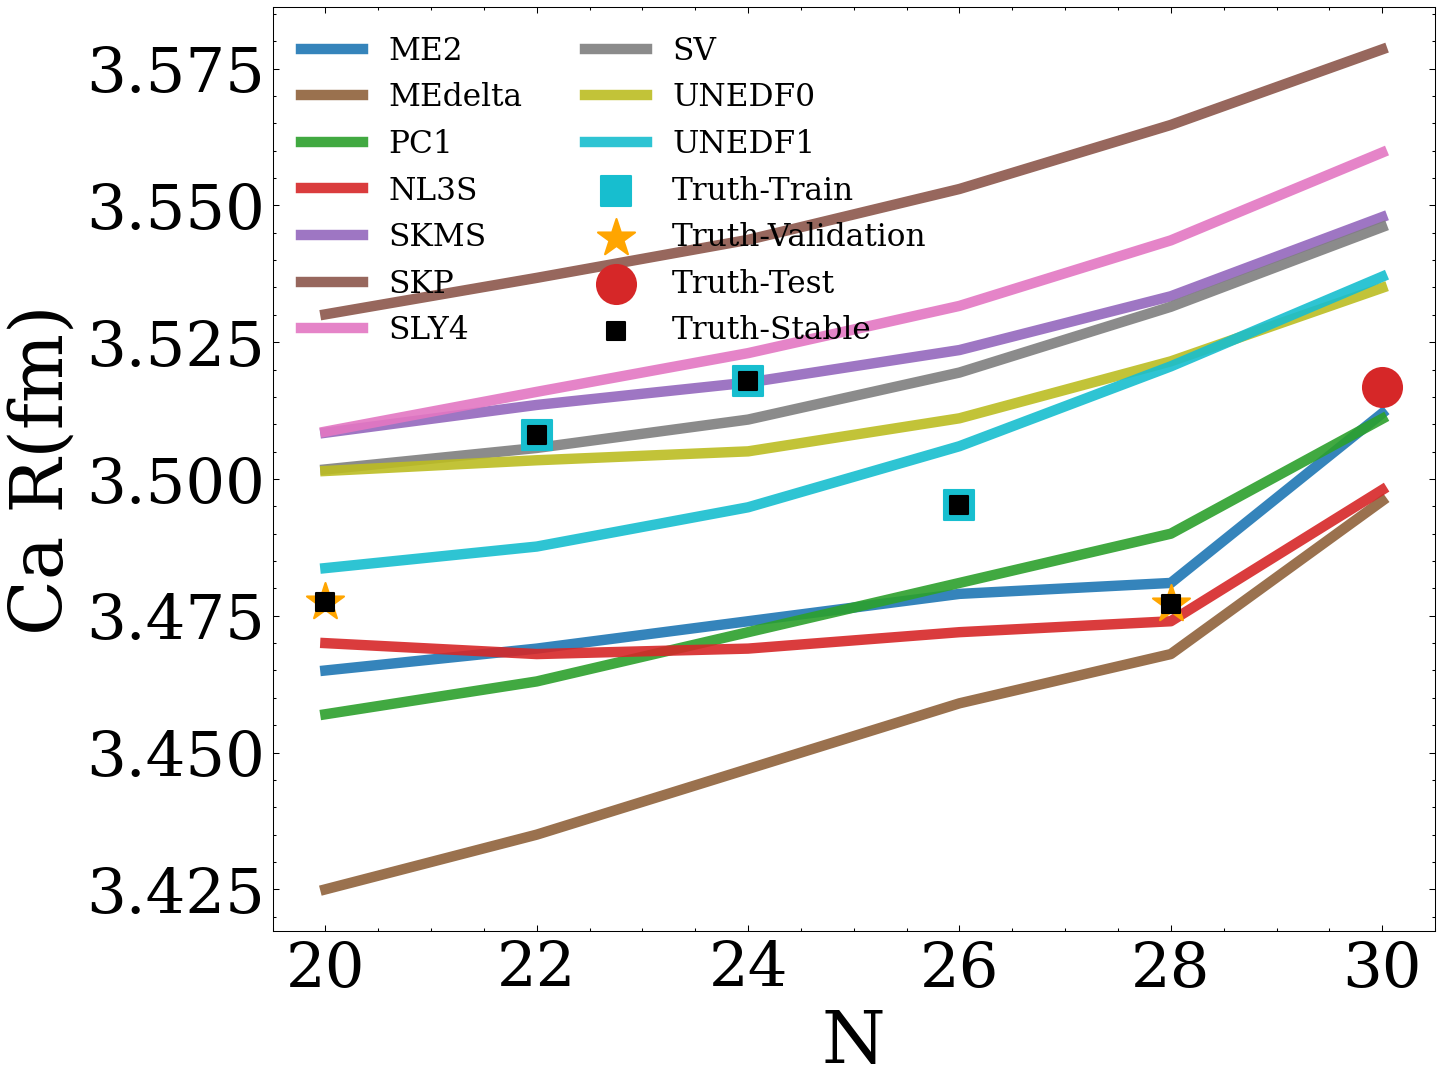 Ca R(fm)
3.575
3.550
3.525
3.500
3.475
3.450
3.425
ME2
MEdelta
PC1
NL3S
SKMS
SKP
SLY4
SV
UNEDF0
UNEDF1
Truth-Train
Truth-Validation
Truth-Test
Truth-Stable
20 22 24 26 28 30
N